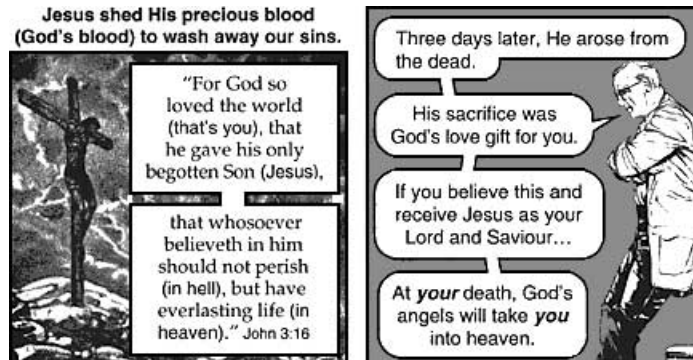 Jesus shed His precious blood
(God's blood) to wash away our sins.
"For God so
loved the world
(that's you), that
he gave his only
begotten Son (Jesus),
that whosoever
believeth in him
should not perish
(in hell), but have
everlasting life (in
heaven)." John 3:16
Three days later, He arose from
the dead.
His sacrifice was
God's love gift for you.
If you believe this and
receive Jesus as your
Lord and Saviour...
At your death, God's
angels will take you
into heaven.